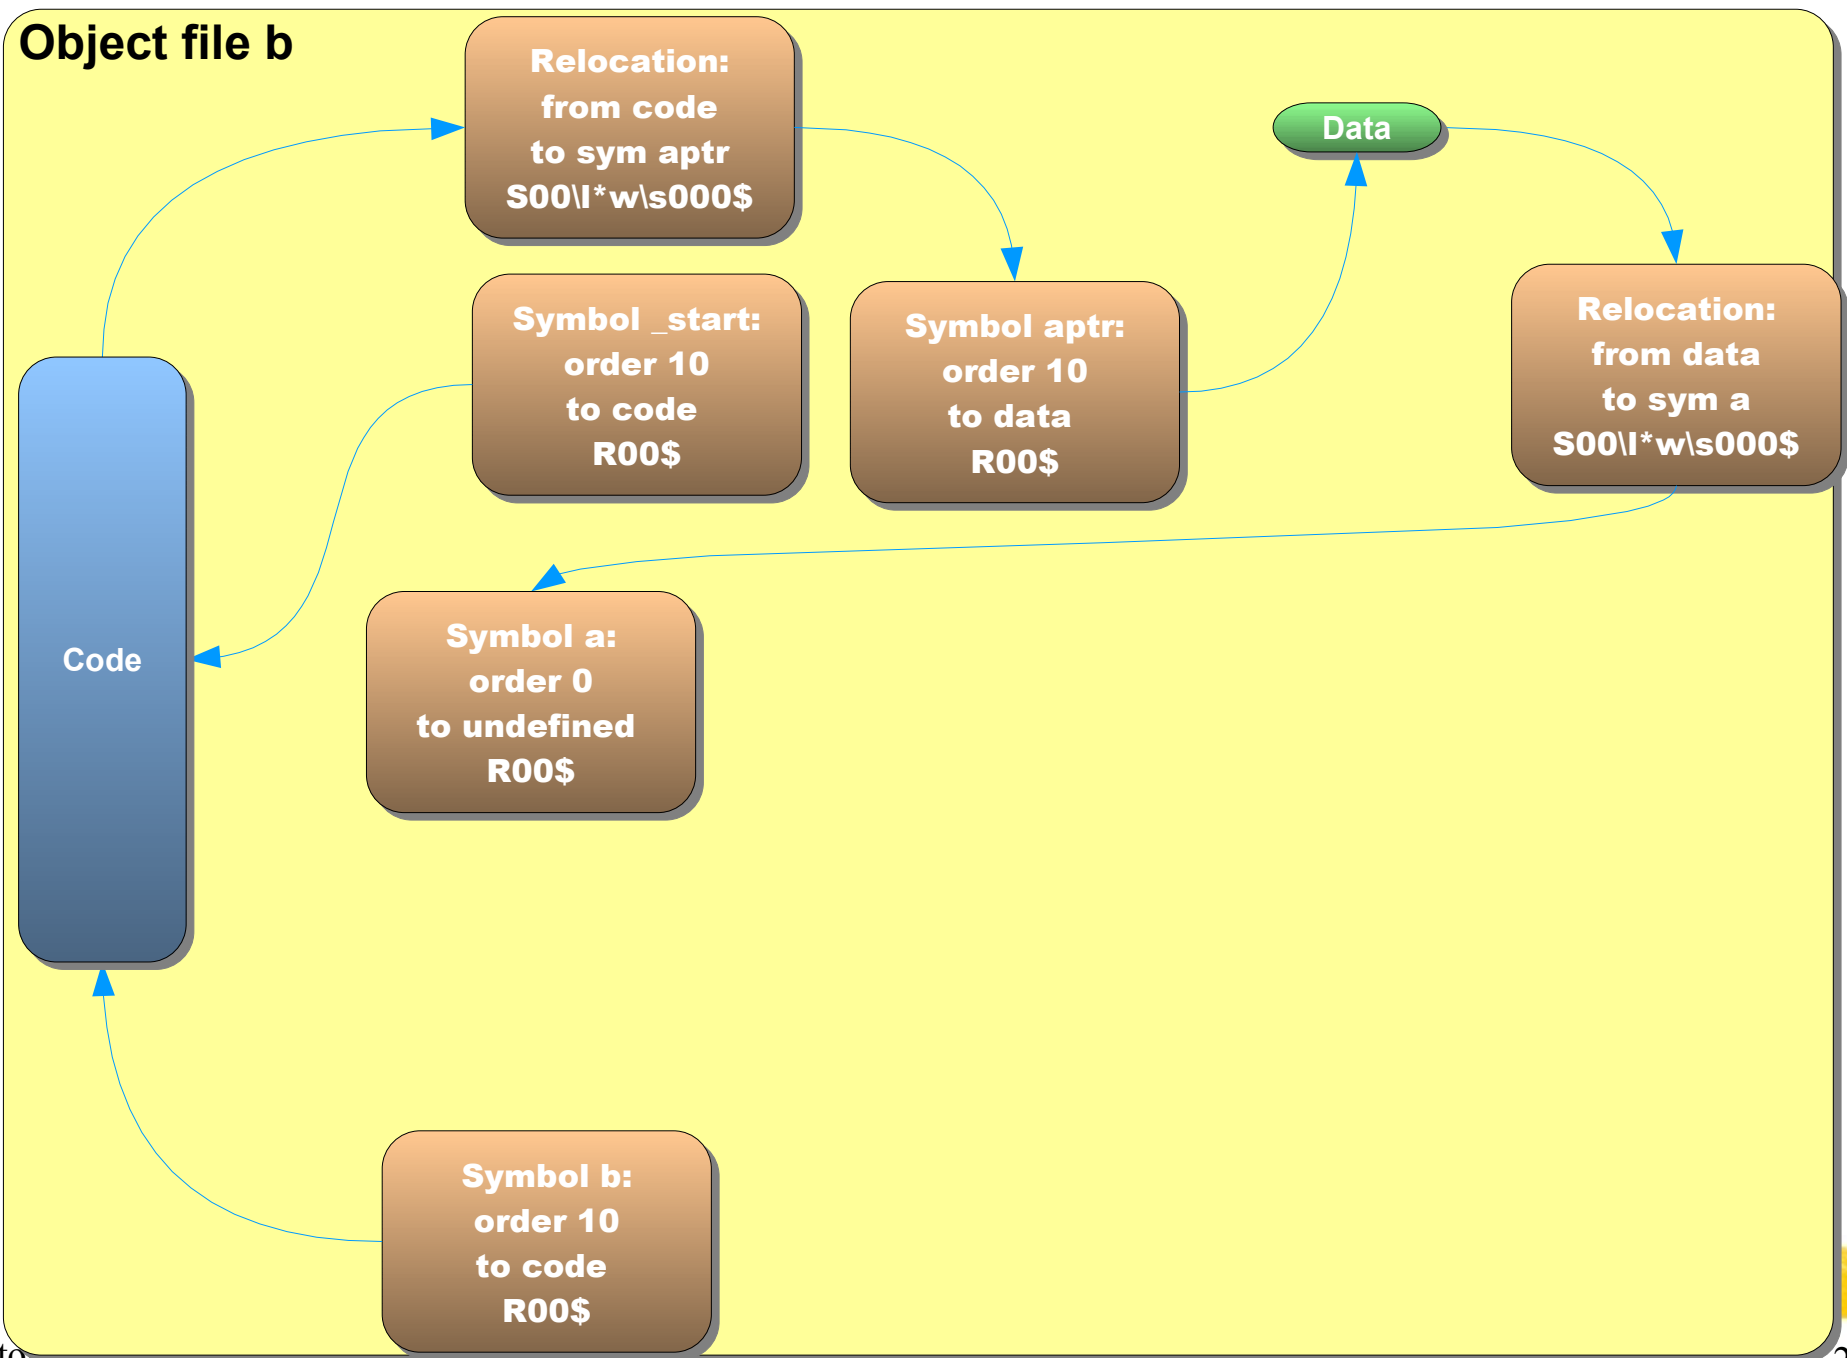 Object file b
Relocation:
from code
to sym aptr
S00\l*w\s000$
Data
Symbol _start:
order 10
to code
R00$
Symbol aptr:
order 10
to data
R00$
Relocation:
from data
to sym a
S00\l*w\s000$
Code
Symbol a:
order 0
to undefined
R00$
Symbol b:
order 10
to code
R00$